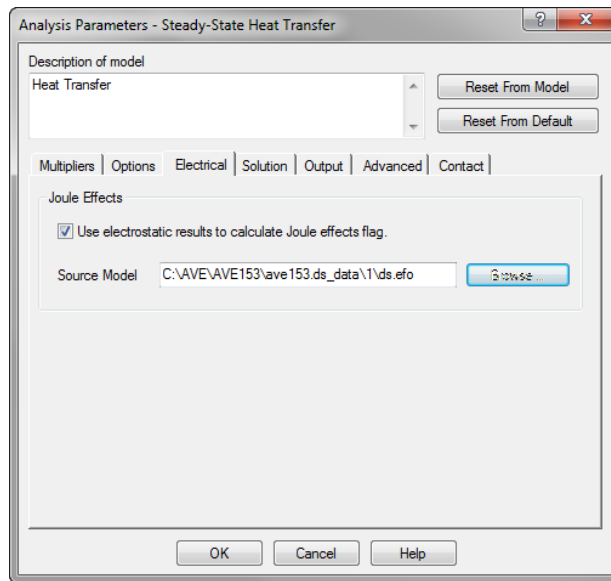 Analysis Parameters - Steady-State Heat Transfer
Description of model
Heat Transfer
Reset From Model
Reset From Default
Multipliers Options Electrical Solution Output Advanced Contact
Joule Effects
Use electrostatic results to calculate Joule effects flag.
Source Model C:\AVE\AVE153\ave153.ds_data\1\ds.efo Browse ...
OK Cancel Help